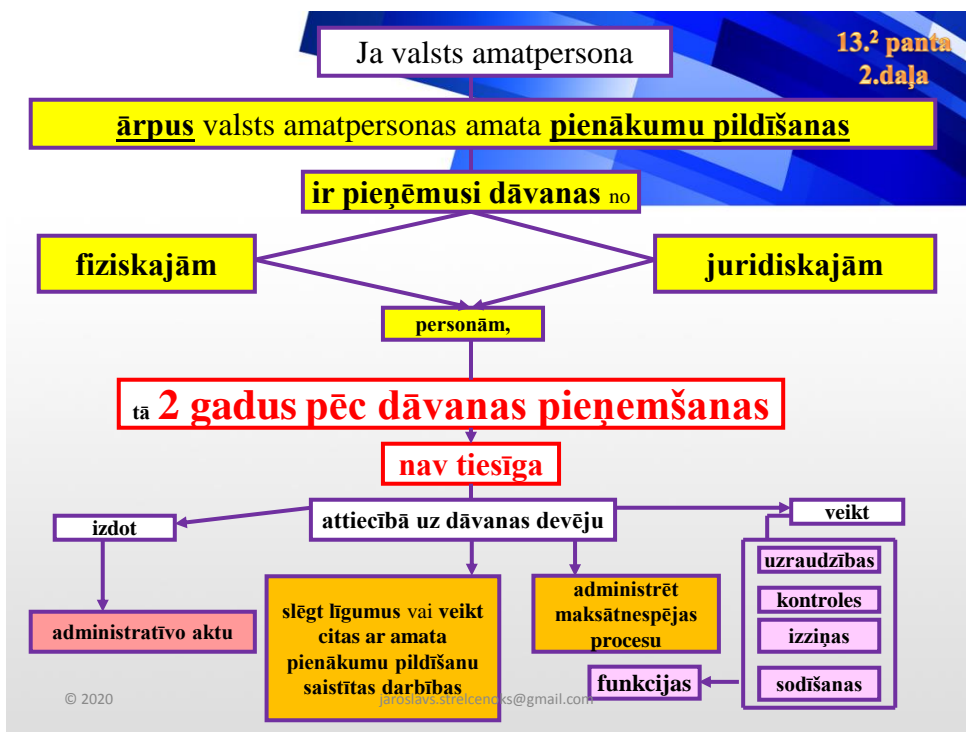 13.² panta
2.daļa
Ja valsts amatpersona
ārpus valsts amatpersonas amata pienākumu pildīšanas
ir pieņēmusi dāvanas no
fiziskajām
juridiskajām
personām,
tā 2 gadus pēc dāvanas pieņemšanas
nav tiesīga
izdot
attiecībā uz dāvanas devēju
veikt
administratīvo aktu
slēgt līgumus vai veikt
citas ar amata
pienākumu pildīšanu
saistītas darbības
administrēt
maksātnespējas
procesu
uzraudzības
kontroles
izziņas
sodīšanas
funkcijas
© 2020
jaroslavs.strelcenoks@gmail.com